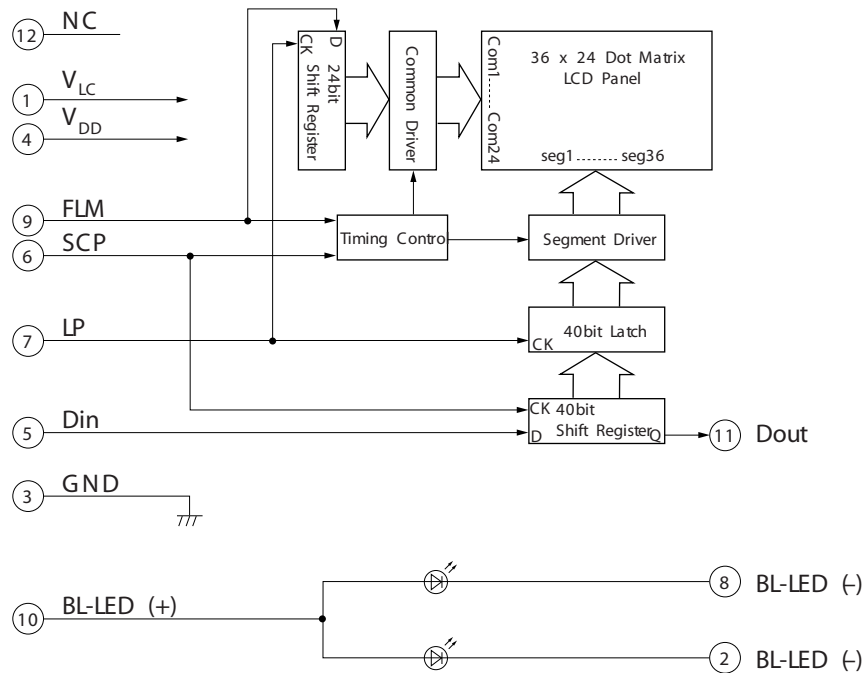 12 NC
1 VLC
4 VDD
9 FLM
6 SCP
7 LP
5 Din
3 GND
10 BL-LED (+)
D
CK
24bit
Shift Register
Common Driver
Com1........Com24
36 x 24 Dot Matrix
LCD Panel
seg1........ seg36
Timing Control
Segment Driver
40bit Latch
CK
CK 40bit
D Shift Register Q
11 Dout
8 BL-LED (–)
2 BL-LED (–)